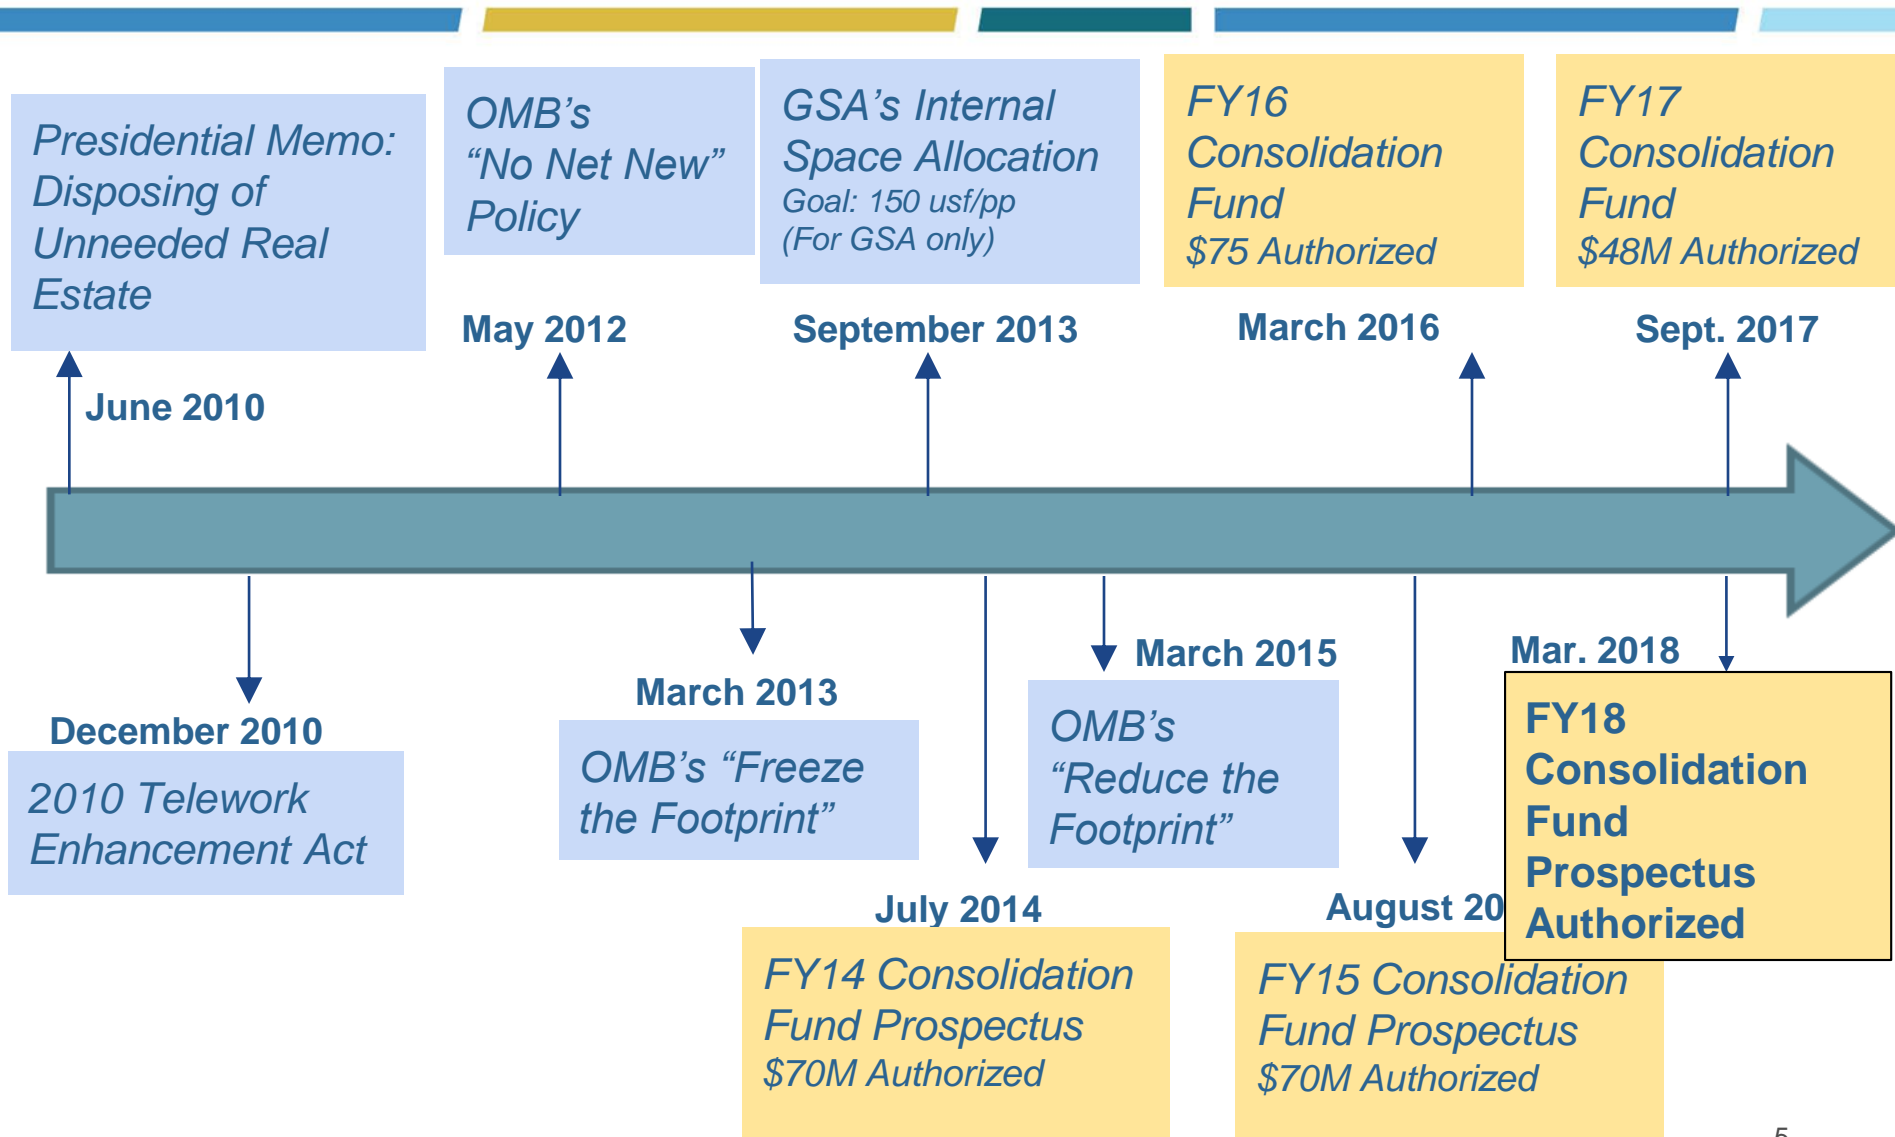 Presidential Memo:
Disposing of
Unneeded Real
Estate
June 2010
OMB’s
“No Net New”
Policy
May 2012
GSA’s Internal
Space Allocation
Goal: 150 usf/pp
(For GSA only)
September 2013
FY16
Consolidation
Fund
$75 Authorized
March 2016
FY17
Consolidation
Fund
$48M Authorized
Sept. 2017
December 2010
2010 Telework
Enhancement Act
March 2013
OMB’s “Freeze
the Footprint”
July 2014
FY14 Consolidation
Fund Prospectus
$70M Authorized
March 2015
OMB’s
“Reduce the
Footprint”
August 20
FY15 Consolidation
Fund Prospectus
$70M Authorized
Mar. 2018
FY18
Consolidation
Fund
Prospectus
Authorized
5